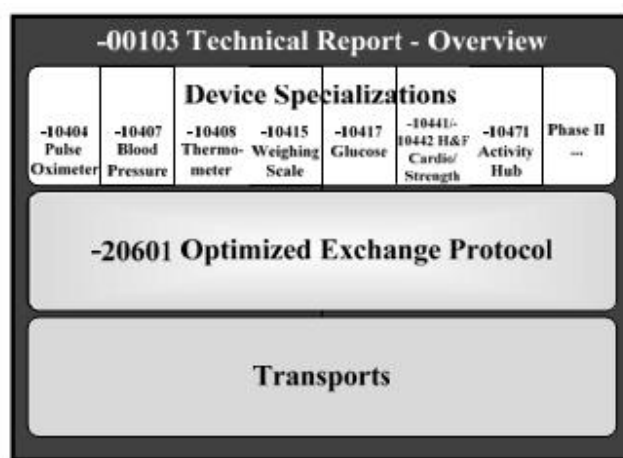 -00103 Technical Report - Overview
Device Specializations
-10404
Pulse
Oximeter
-10407
Blood
Pressure
-10408
Thermo-
meter
-10415
Weighing
Scale
-10417
Glucose
-10441/-
10442 H&F
Cardio/
Strength
-10471
Activity
Hub
Phase II
...
-20601 Optimized Exchange Protocol
Transports